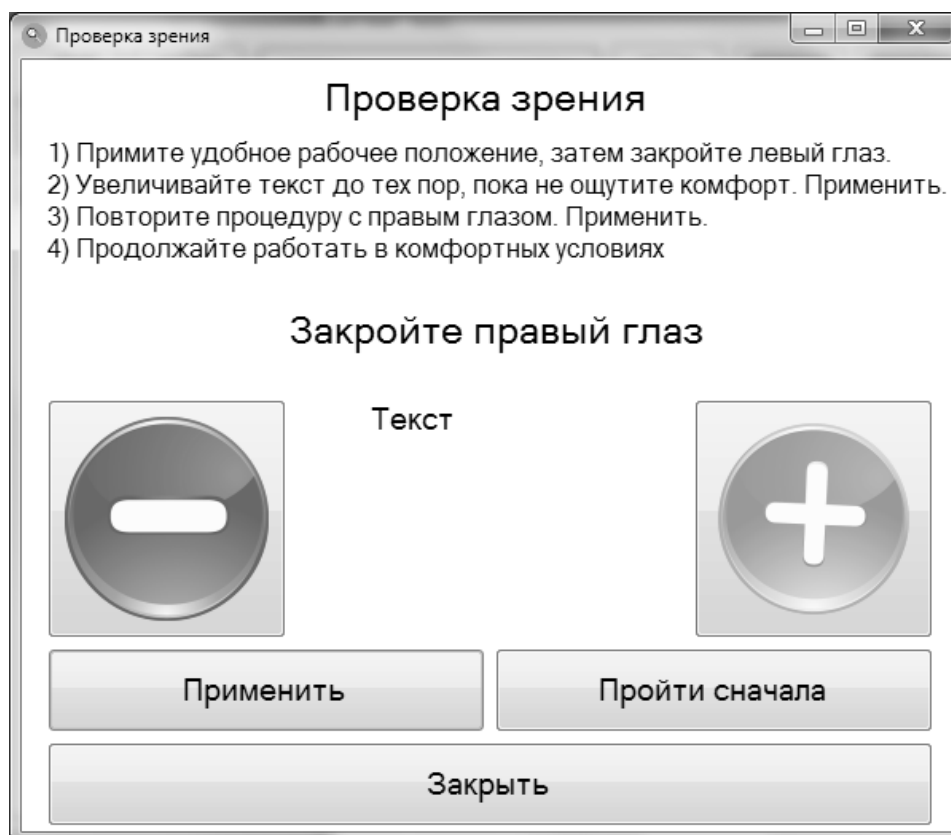 Проверка зрения
Проверка зрения
1) Примите удобное рабочее положение, затем закройте левый глаз.
2) Увеличивайте текст до тех пор, пока не ощутите комфорт. Применить.
3) Повторите процедуру с правым глазом. Применить.
4) Продолжайте работать в комфортных условиях
Закройте правый глаз
Текст
Применить Пройти сначала
Закрыть